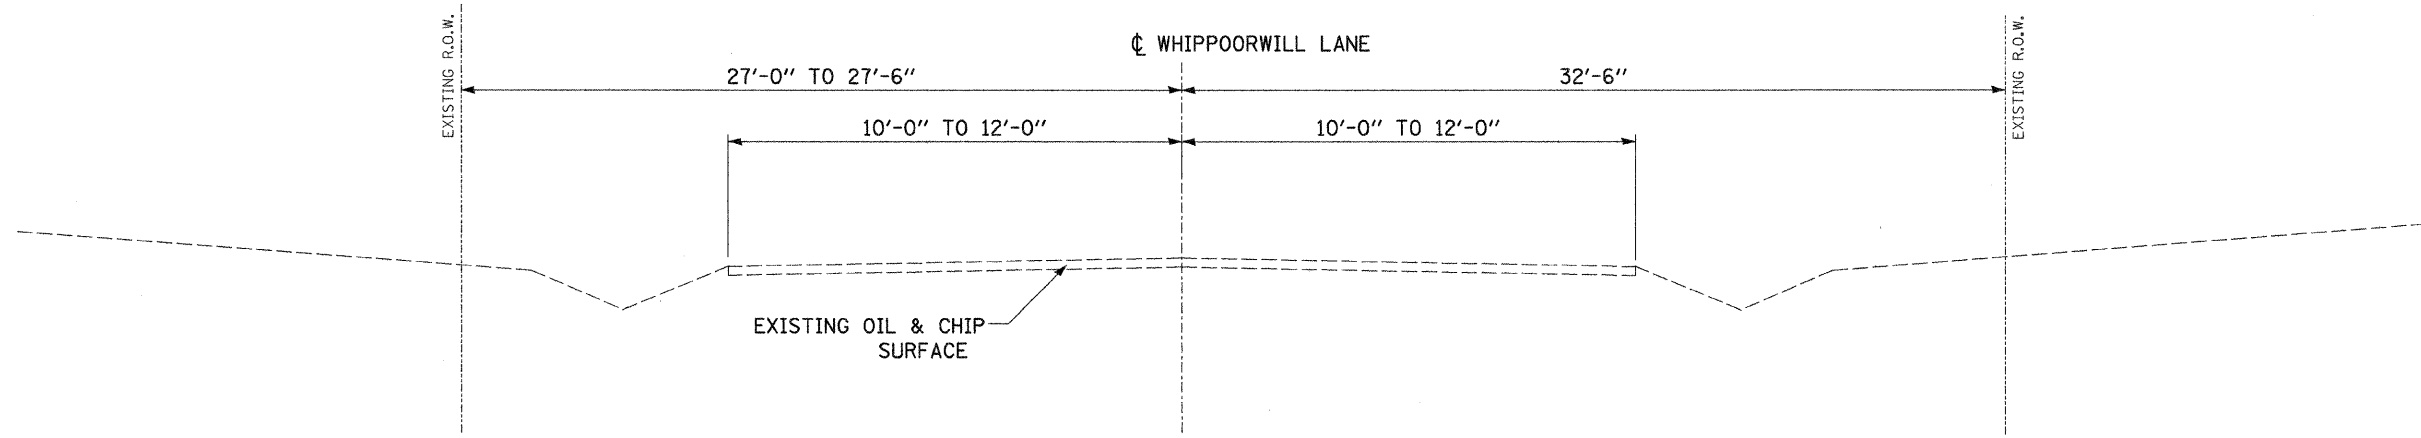 EXISTING R.O.W.
℄ WHIPPOORWILL LANE
EXISTING R.O.W.
27'-0" TO 27'-6"
32'-6"
10'-0" TO 12'-0"
10'-0" TO 12'-0"
EXISTING OIL & CHIP
SURFACE